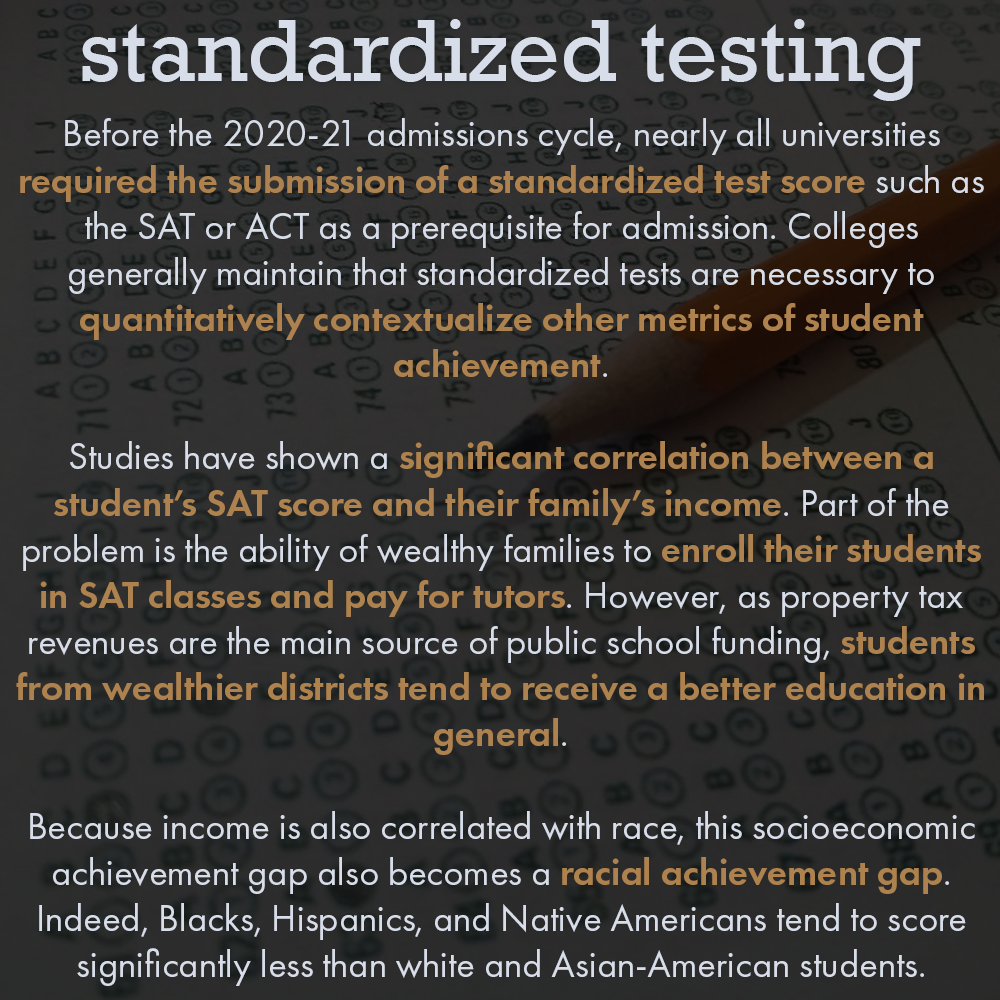 standardized testing
Before the 2020-21 admissions cycle, nearly all universities
required the submission of a standardized test score such as
the SAT or ACT as a prerequisite for admission. Colleges
generally maintain that standardized tests are necessary to
quantitatively contextualize other metrics of student
achievement.
Studies have shown a significant correlation between a
student’s SAT score and their family’s income. Part of the
problem is the ability of wealthy families to enroll their students
in SAT classes and pay for tutors. However, as property tax
revenues are the main source of public school funding, students
from wealthier districts tend to receive a better education in
general.
Because income is also correlated with race, this socioeconomic
achievement gap also becomes a racial achievement gap.
Indeed, Blacks, Hispanics, and Native Americans tend to score
significantly less than white and Asian-American students.